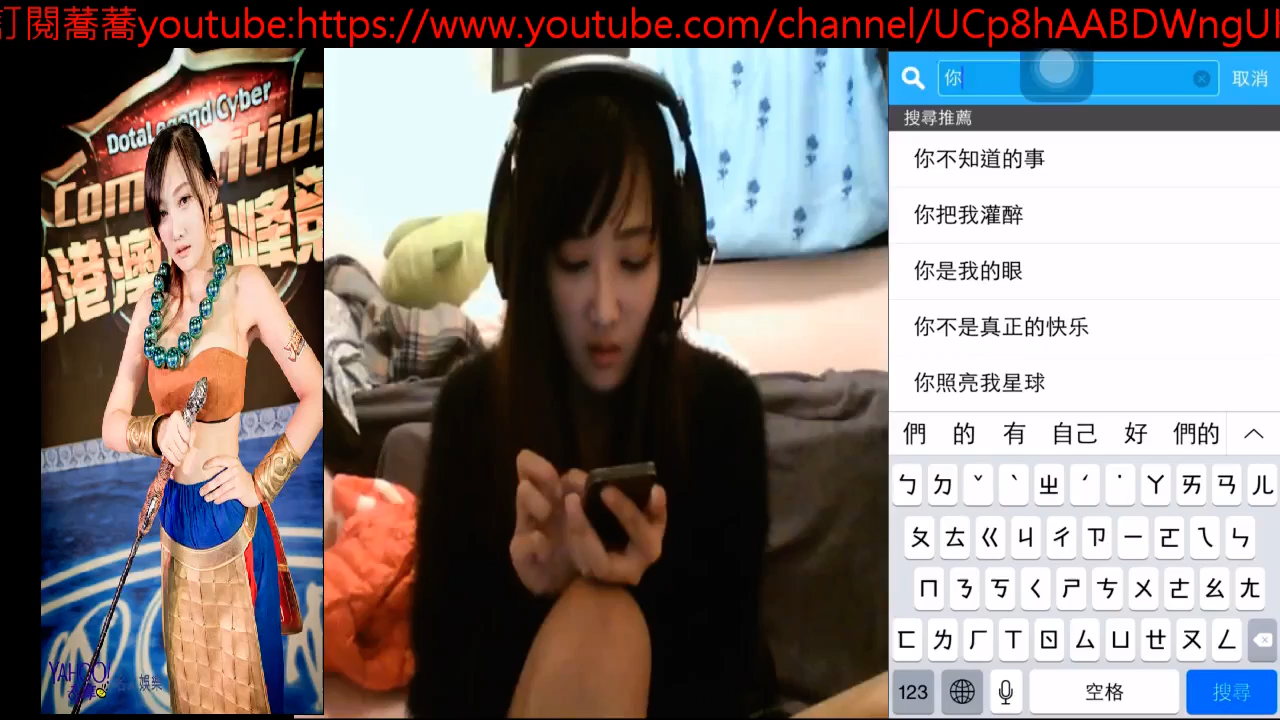 訂閱蕎蕎youtube:https://www.youtube.com/channel/UCp8hAABDWngUI
DotaLegend Cyber
Com
ition
港澳
峰
YAHOO!
娛樂
你
取消
搜尋推薦
你不知道的事
你把我灌醉
你是我的眼
你不是真正的快乐
你照亮我星球
們 的 有 自己 好 們的
ㄅ ㄉ ˇ ˋ ㄓ ˊ ˙ ㄚ ㄞ ㄢ ㄦ
ㄆ ㄊ ㄍ ㄐ ㄔ ㄗ ㄧ ㄛ ㄟ ㄣ
ㄇ ㄋ ㄎ ㄑ ㄕ ㄘ ㄨ ㄜ ㄠ ㄤ
ㄈ ㄌ ㄏ ㄒ ㄖ ㄙ ㄩ ㄝ ㄡ ㄥ
123 空格 搜尋